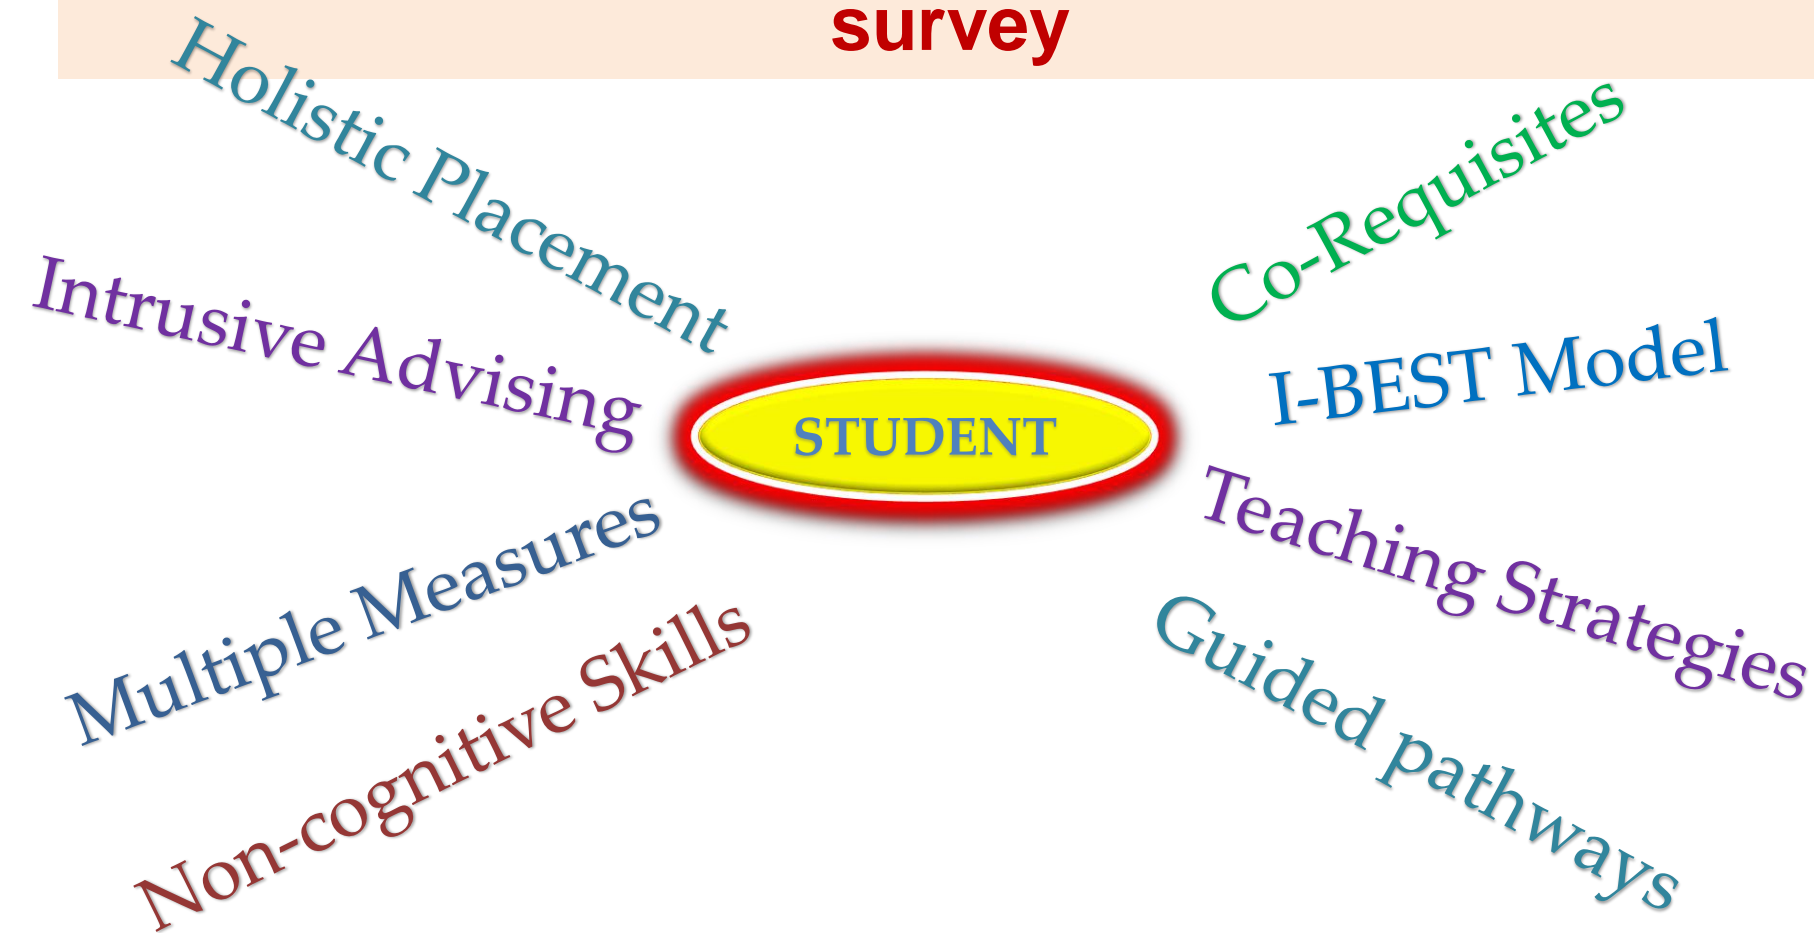 survey
Holistic Placement
Intrusive Advising
Multiple Measures
Non-cognitive Skills
STUDENT
Co-Requisites
I-BEST Model
Teaching Strategies
Guided pathways